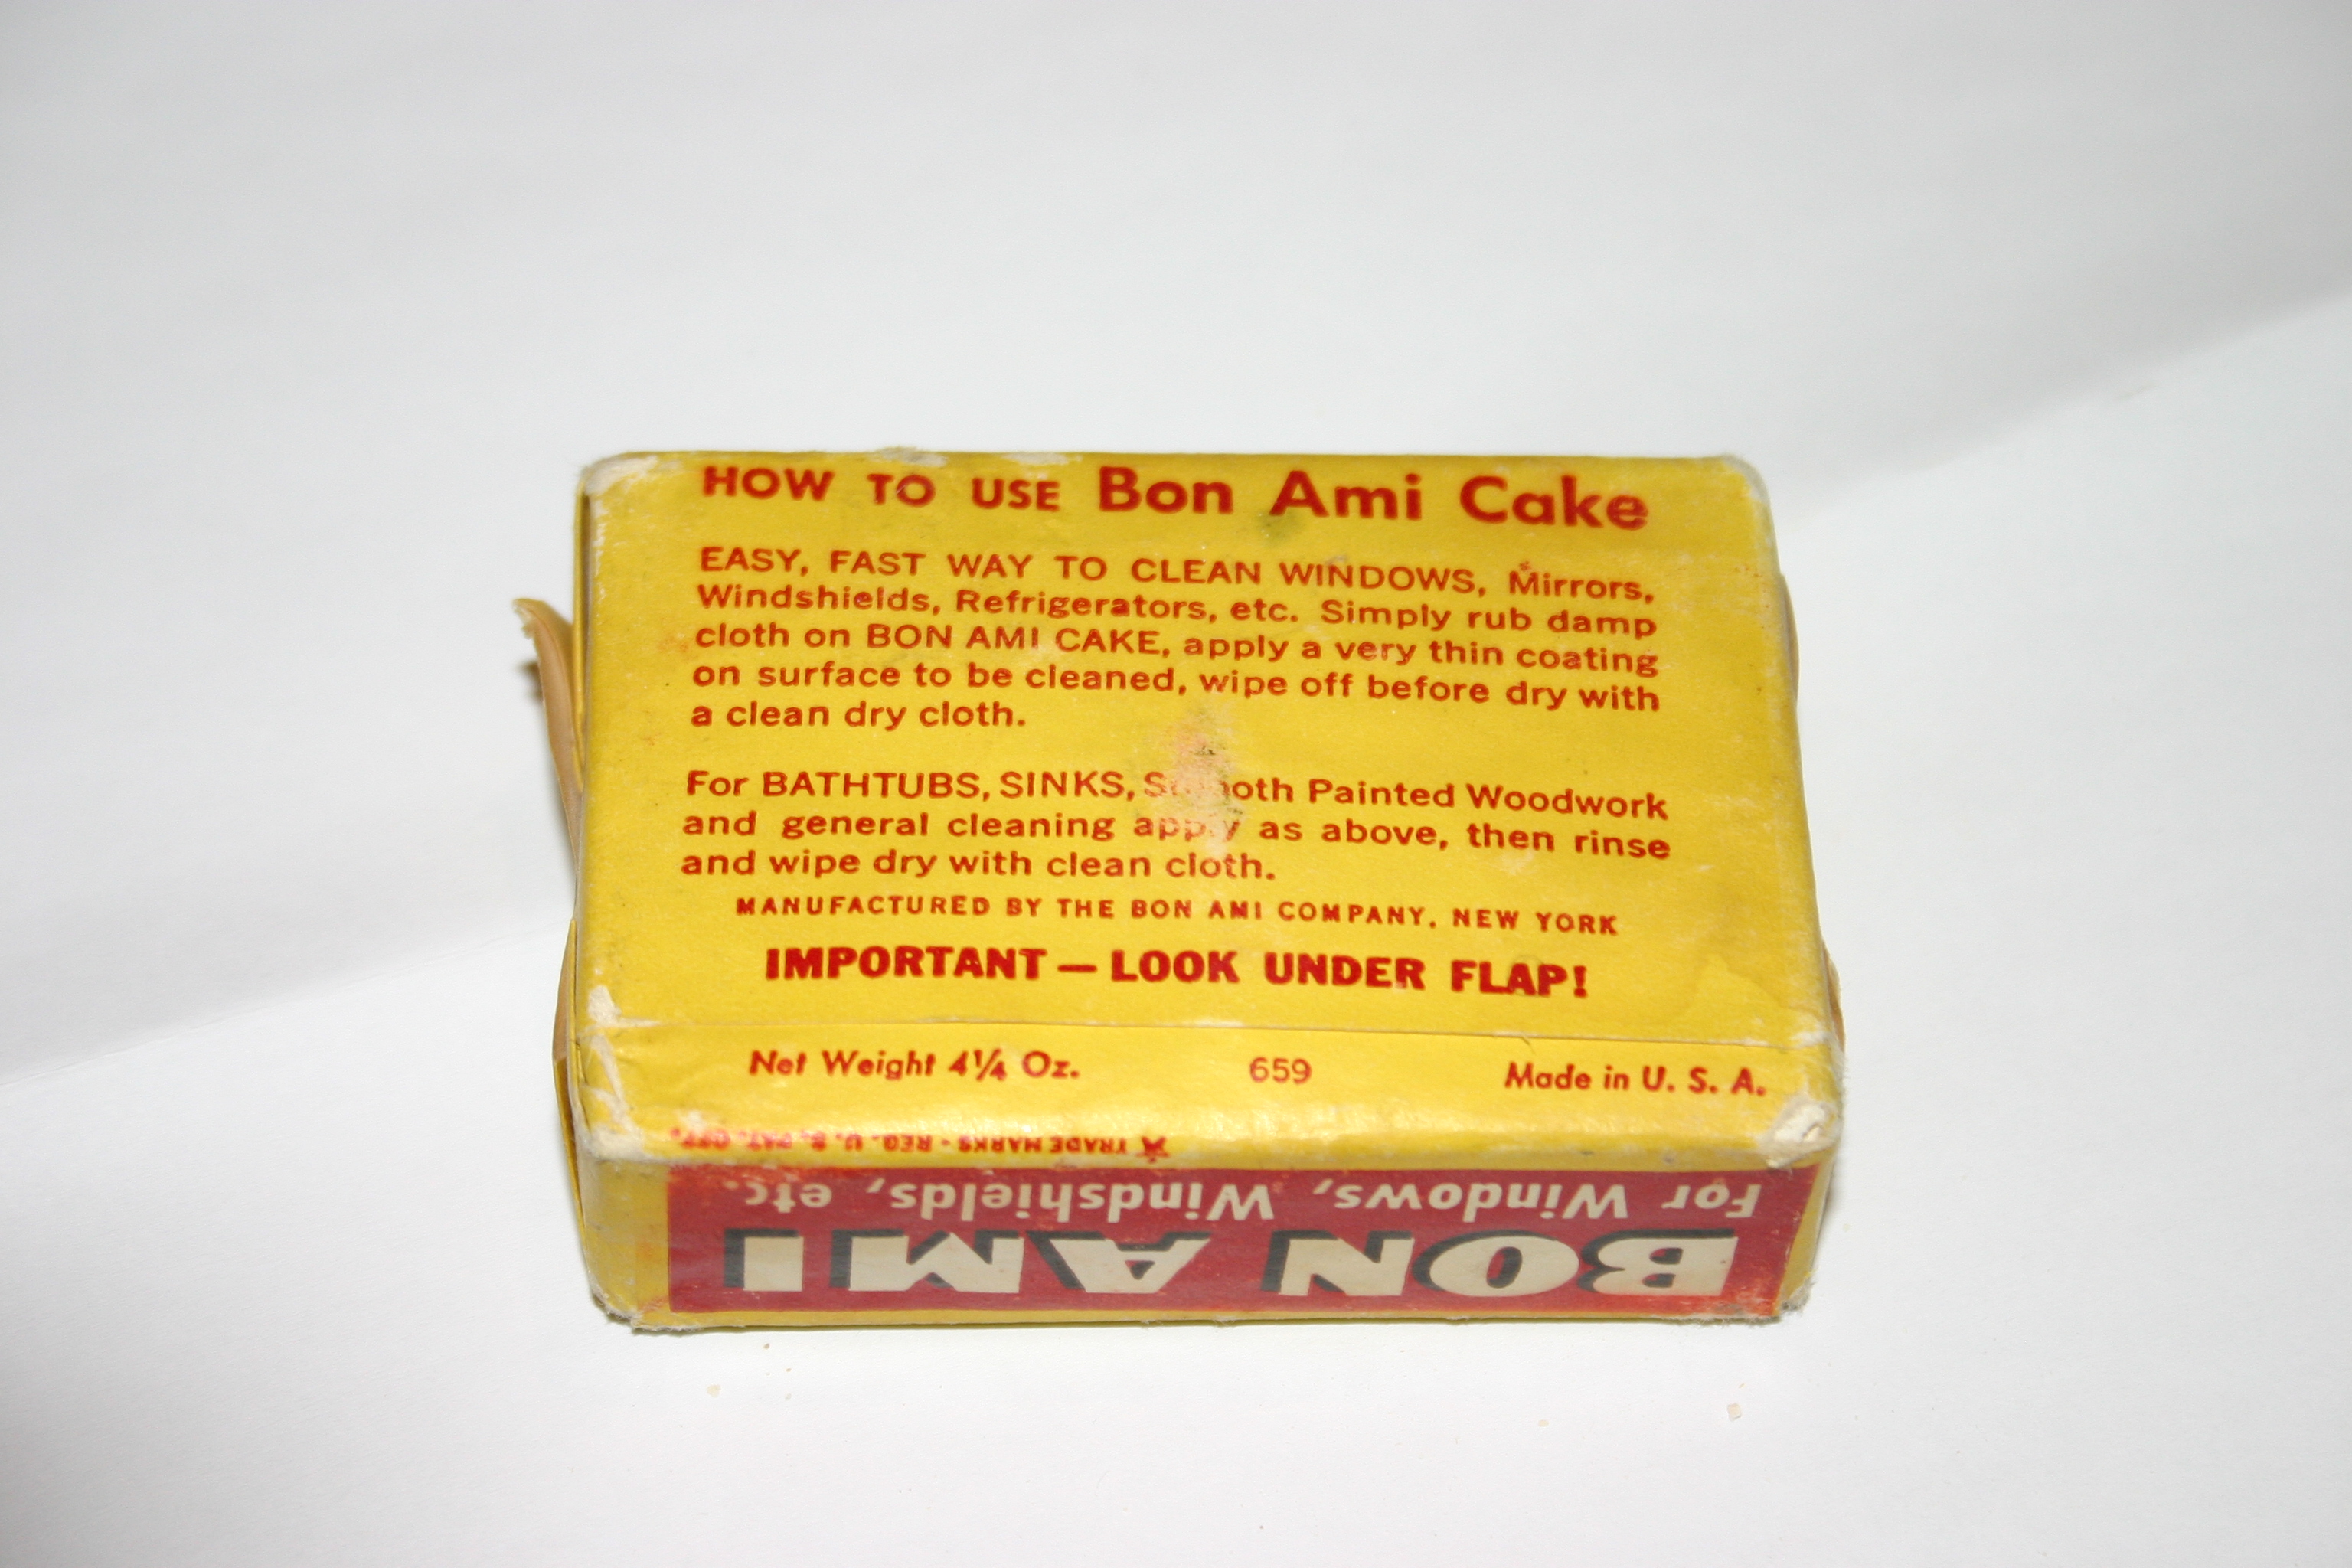 HOW TO USE Bon Ami Cake
EASY, FAST WAY TO CLEAN WINDOWS, Mirrors,
Windshields, Refrigerators, etc. Simply rub damp
cloth on BON AMI CAKE, apply a very thin coating
on surface to be cleaned, wipe off before dry with
a clean dry cloth.
For BATHTUBS, SINKS, Smooth Painted Woodwork
and general cleaning apply as above, then rinse
and wipe dry with clean cloth.
MANUFACTURED BY THE BON AMI COMPANY, NEW YORK
IMPORTANT — LOOK UNDER FLAP!
Net Weight 4¼ Oz. 659 Made in U. S. A.
★ TRADE MARKS - REG. U. S. PAT. OFF.
For Windows, Windshields, etc.
BON AMI